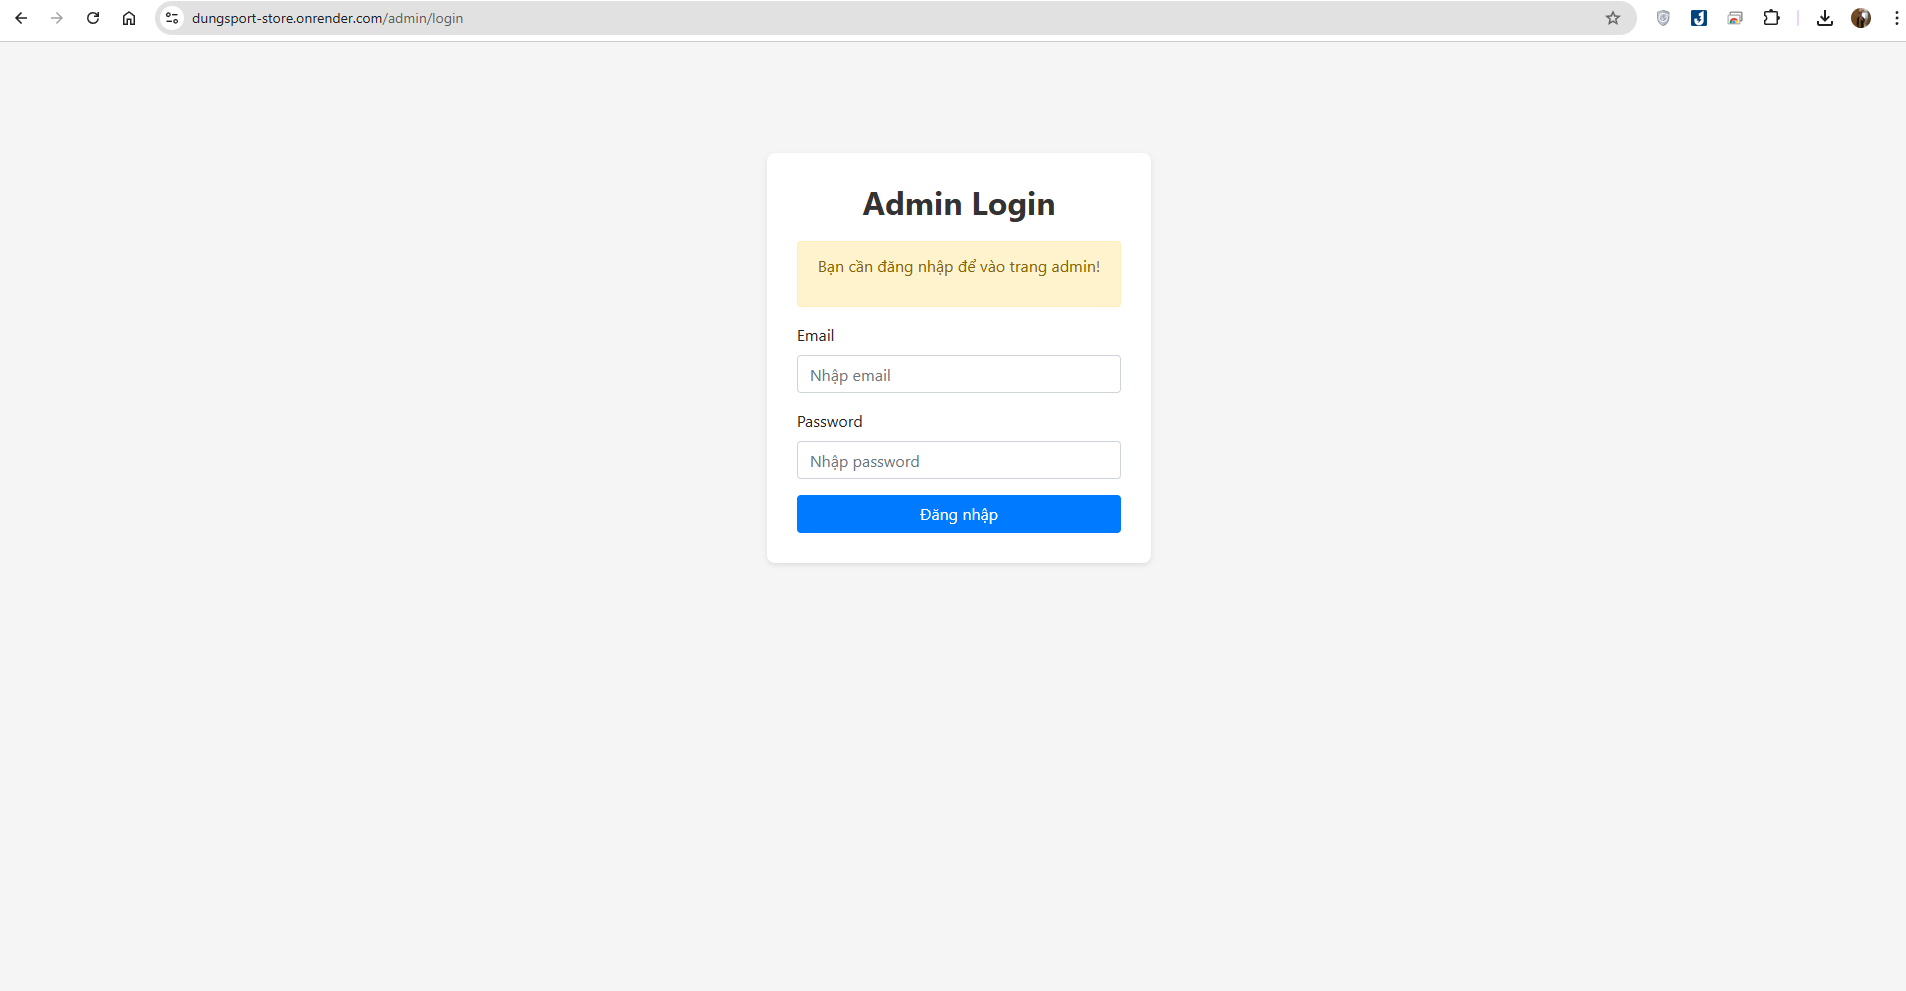 dungsport-store.onrender.com/admin/login
Admin Login
Bạn cần đăng nhập để vào trang admin!
Email
Nhập email
Password
Nhập password
Đăng nhập